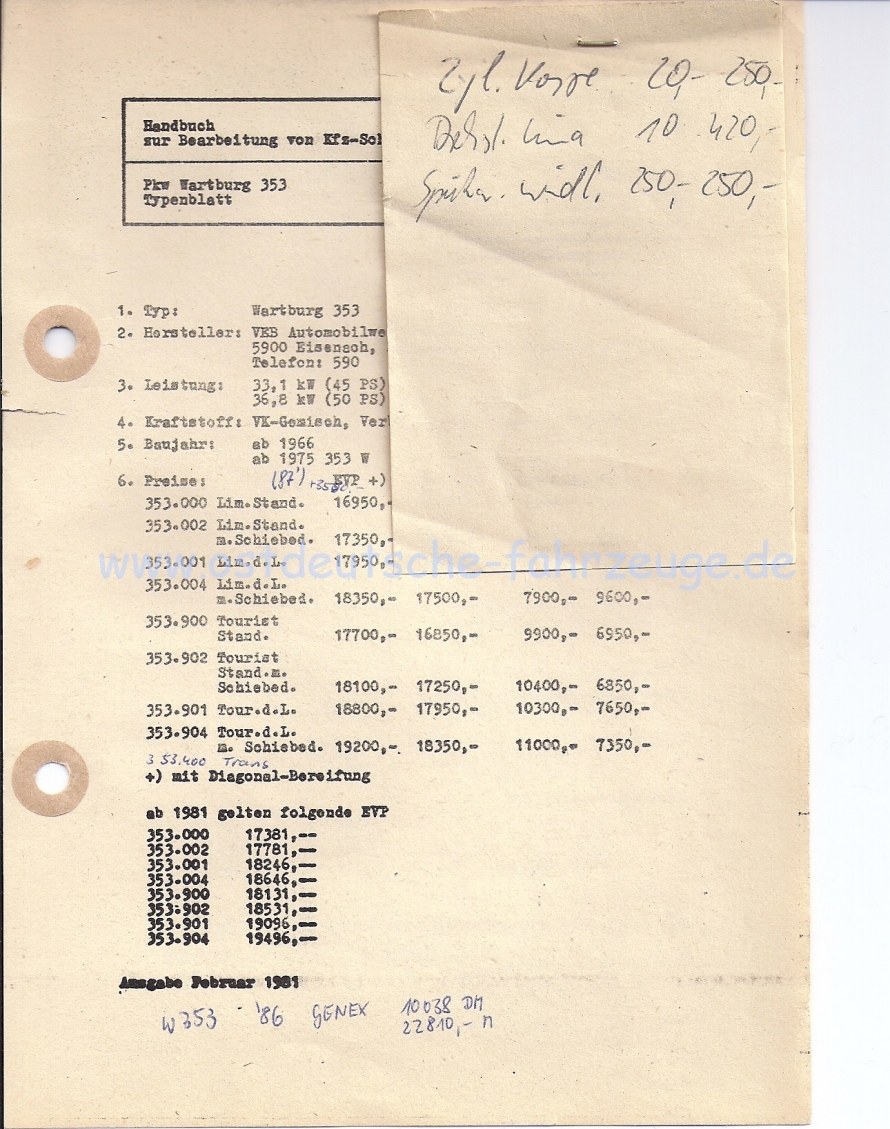 Zyl. Koppe 20,- 250,-
10 420,-
250,- 250,-
Handbuch
zur Bearbeitung von Kfz-Sch
Pkw Wartburg 353
Typenblatt
1. Typ: Wartburg 353
2. Hersteller: VEB Automobilwe
5900 Eisenach,
Telefon: 590
3. Leistung: 33,1 kW (45 PS)
36,8 kW (50 PS)
4. Kraftstoff: VK-Gemisch, Ver
5. Baujahr: ab 1966
ab 1975 353 W
6. Preise: (87') +3500,- EVP +)
353.000 Lim.Stand. 16950,-
353.002 Lim.Stand.
m.Schiebed. 17350,-
353.001 Lim.d.L. 17950,-
www.ostdeutsche-fahrzeuge.de
353.004 Lim.d.L.
m.Schiebed. 18350,- 17500,- 7900,- 9600,-
353.900 Tourist
Stand. 17700,- 16850,- 9900,- 6950,-
353.902 Tourist
Stand.m.
Schiebed. 18100,- 17250,- 10400,- 6850,-
353.901 Tour.d.L. 18800,- 17950,- 10300,- 7650,-
353.904 Tour.d.L.
m. Schiebed. 19200,- 18350,- 11000,- 7350,-
353.400 Trans
+) mit Diagonal-Bereifung
ab 1981 gelten folgende EVP
353.000 17381,--
353.002 17781,--
353.001 18246,--
353.004 18646,--
353.900 18131,--
353.902 18531,--
353.901 19096,--
353.904 19496,--
Ausgabe Februar 1981
W353 '86 GENEX 10038 DM
22810,- M